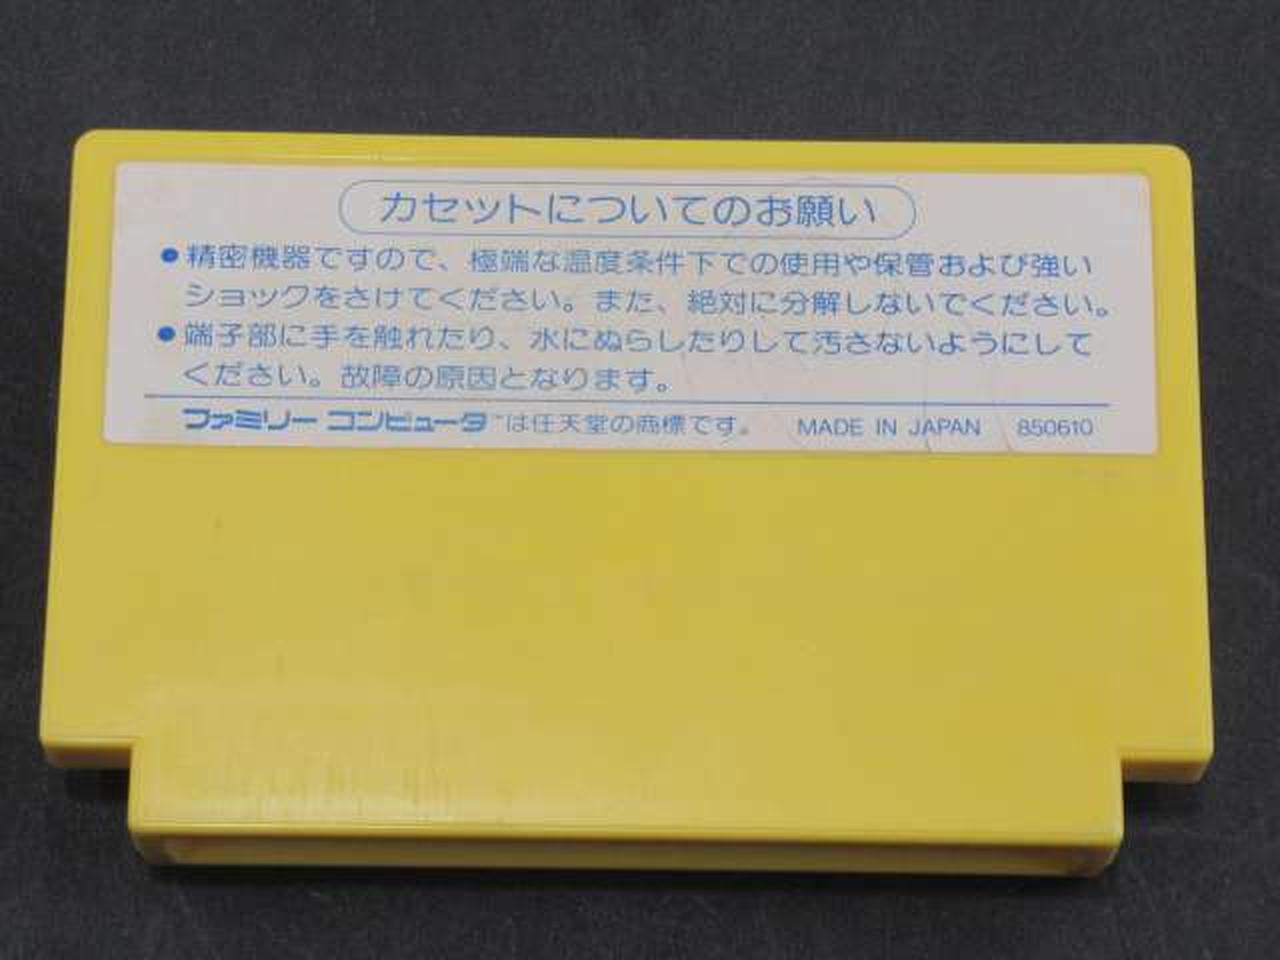 カセットについてのお願い
●精密機器ですので、極端な温度条件下での使用や保管および強い
ショックをさけてください。また、絶対に分解しないでください。
●端子部に手を触れたり、水にぬらしたりして汚さないようにして
ください。故障の原因となります。
ファミリー コンピュータ™は任天堂の商標です。 MADE IN JAPAN 850610